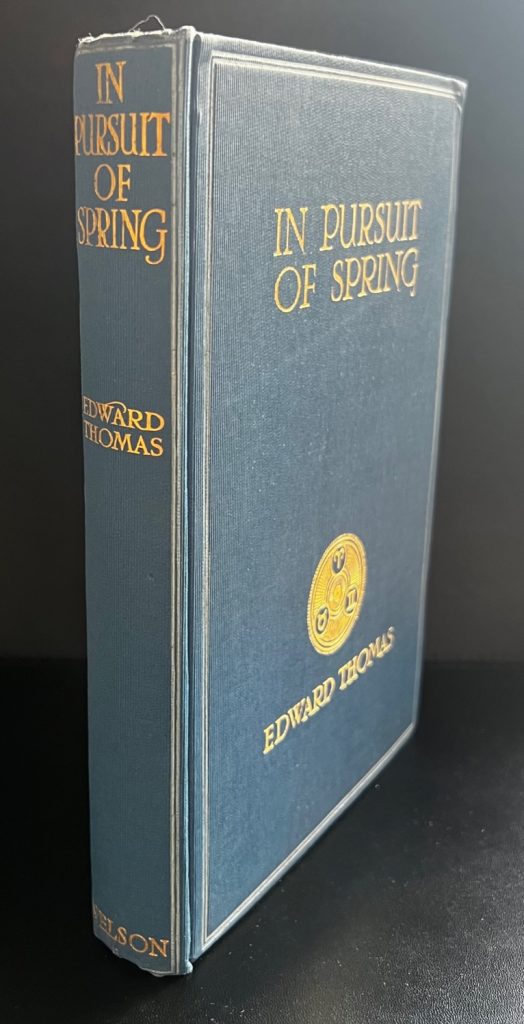 IN
PURSUIT
OF
SPRING
EDWARD
THOMAS
NELSON
IN PURSUIT
OF SPRING
EDWARD THOMAS